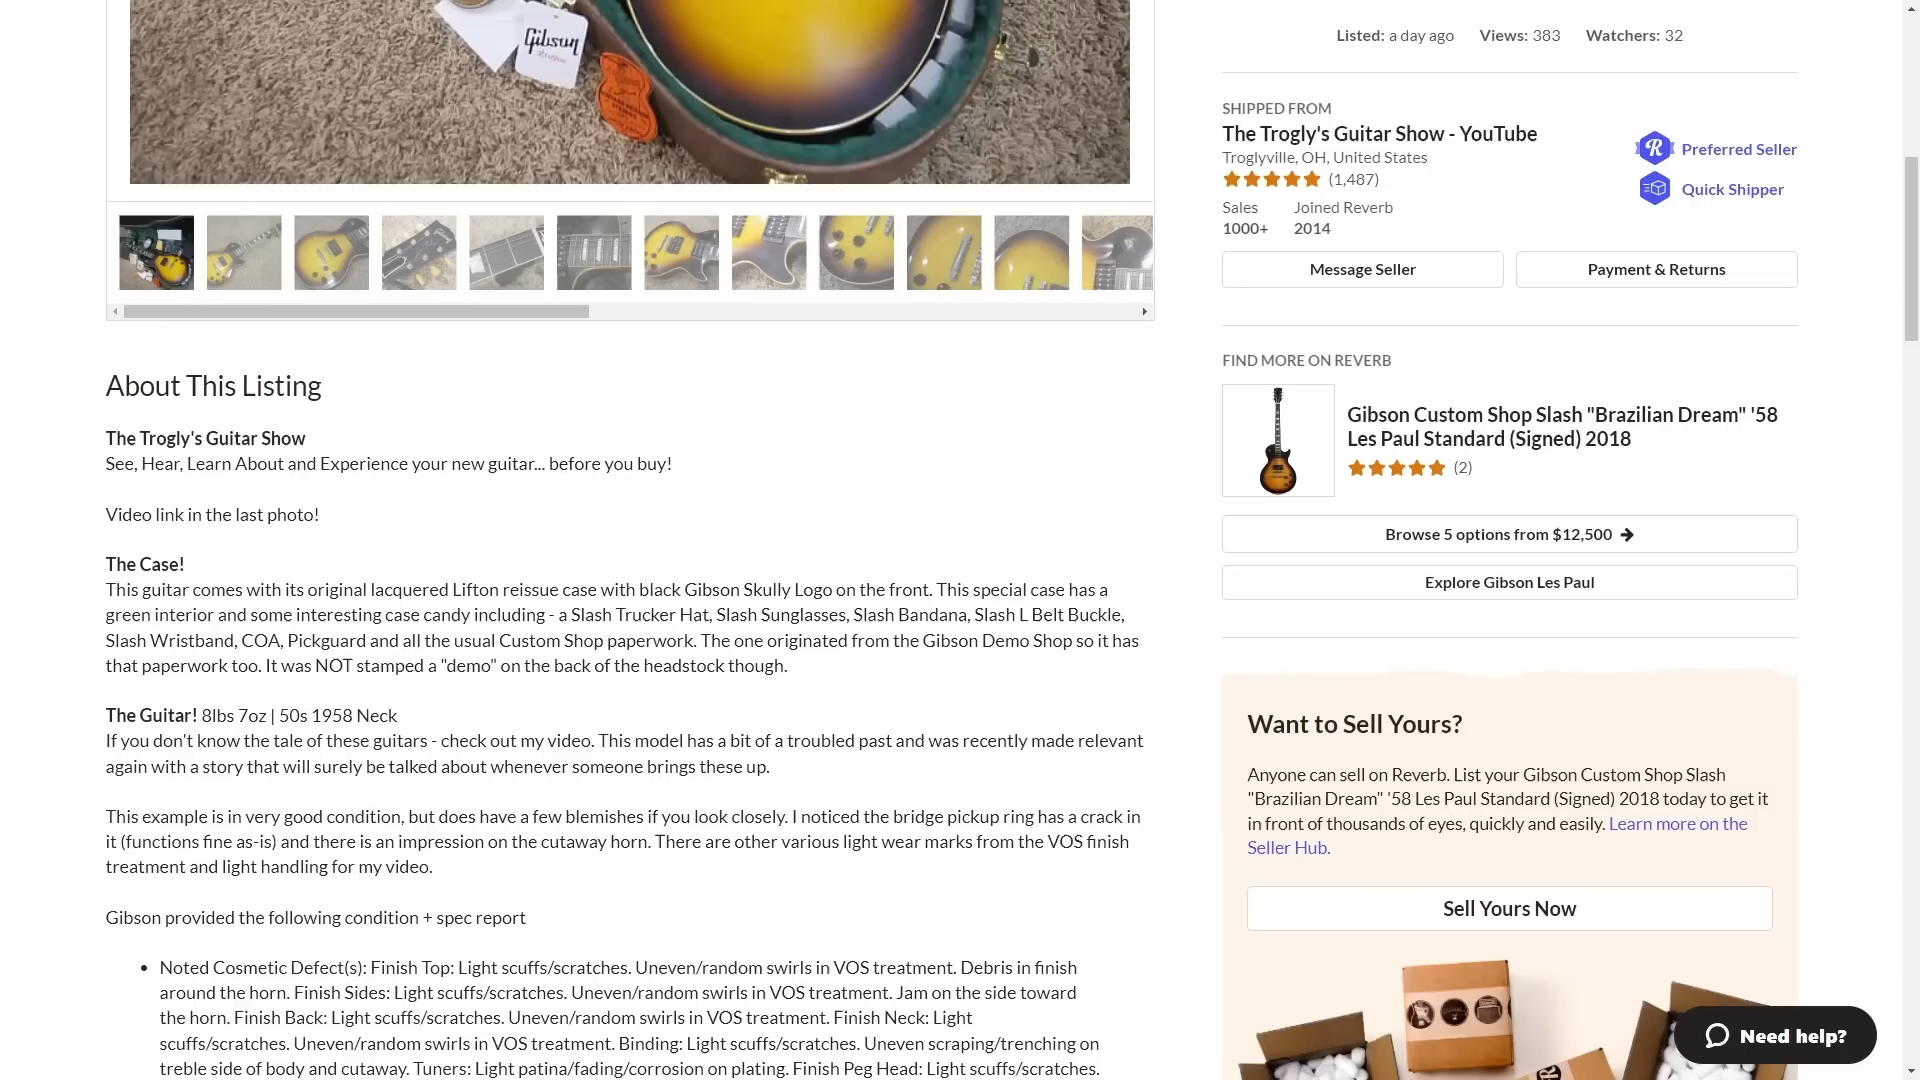 Gibson
Listed: a day ago Views: 383 Watchers: 32
SHIPPED FROM
The Trogly's Guitar Show - YouTube
Troglyville, OH, United States
(1,487)
Preferred Seller
Quick Shipper
Sales Joined Reverb
1000+ 2014
Message Seller Payment & Returns
FIND MORE ON REVERB
Gibson Custom Shop Slash "Brazilian Dream" '58
Les Paul Standard (Signed) 2018
(2)
Browse 5 options from $12,500
Explore Gibson Les Paul
About This Listing
The Trogly's Guitar Show
See, Hear, Learn About and Experience your new guitar... before you buy!
Video link in the last photo!
The Case!
This guitar comes with its original lacquered Lifton reissue case with black Gibson Skully Logo on the front. This special case has a
green interior and some interesting case candy including - a Slash Trucker Hat, Slash Sunglasses, Slash Bandana, Slash L Belt Buckle,
Slash Wristband, COA, Pickguard and all the usual Custom Shop paperwork. The one originated from the Gibson Demo Shop so it has
that paperwork too. It was NOT stamped a "demo" on the back of the headstock though.
The Guitar! 8lbs 7oz | 50s 1958 Neck
If you don't know the tale of these guitars - check out my video. This model has a bit of a troubled past and was recently made relevant
again with a story that will surely be talked about whenever someone brings these up.
This example is in very good condition, but does have a few blemishes if you look closely. I noticed the bridge pickup ring has a crack in
it (functions fine as-is) and there is an impression on the cutaway horn. There are other various light wear marks from the VOS finish
treatment and light handling for my video.
Gibson provided the following condition + spec report
• Noted Cosmetic Defect(s): Finish Top: Light scuffs/scratches. Uneven/random swirls in VOS treatment. Debris in finish
around the horn. Finish Sides: Light scuffs/scratches. Uneven/random swirls in VOS treatment. Jam on the side toward
the horn. Finish Back: Light scuffs/scratches. Uneven/random swirls in VOS treatment. Finish Neck: Light
scuffs/scratches. Uneven/random swirls in VOS treatment. Binding: Light scuffs/scratches. Uneven scraping/trenching on
treble side of body and cutaway. Tuners: Light patina/fading/corrosion on plating. Finish Peg Head: Light scuffs/scratches.
Want to Sell Yours?
Anyone can sell on Reverb. List your Gibson Custom Shop Slash
"Brazilian Dream" '58 Les Paul Standard (Signed) 2018 today to get it
in front of thousands of eyes, quickly and easily. Learn more on the
Seller Hub.
Sell Yours Now
Need help?